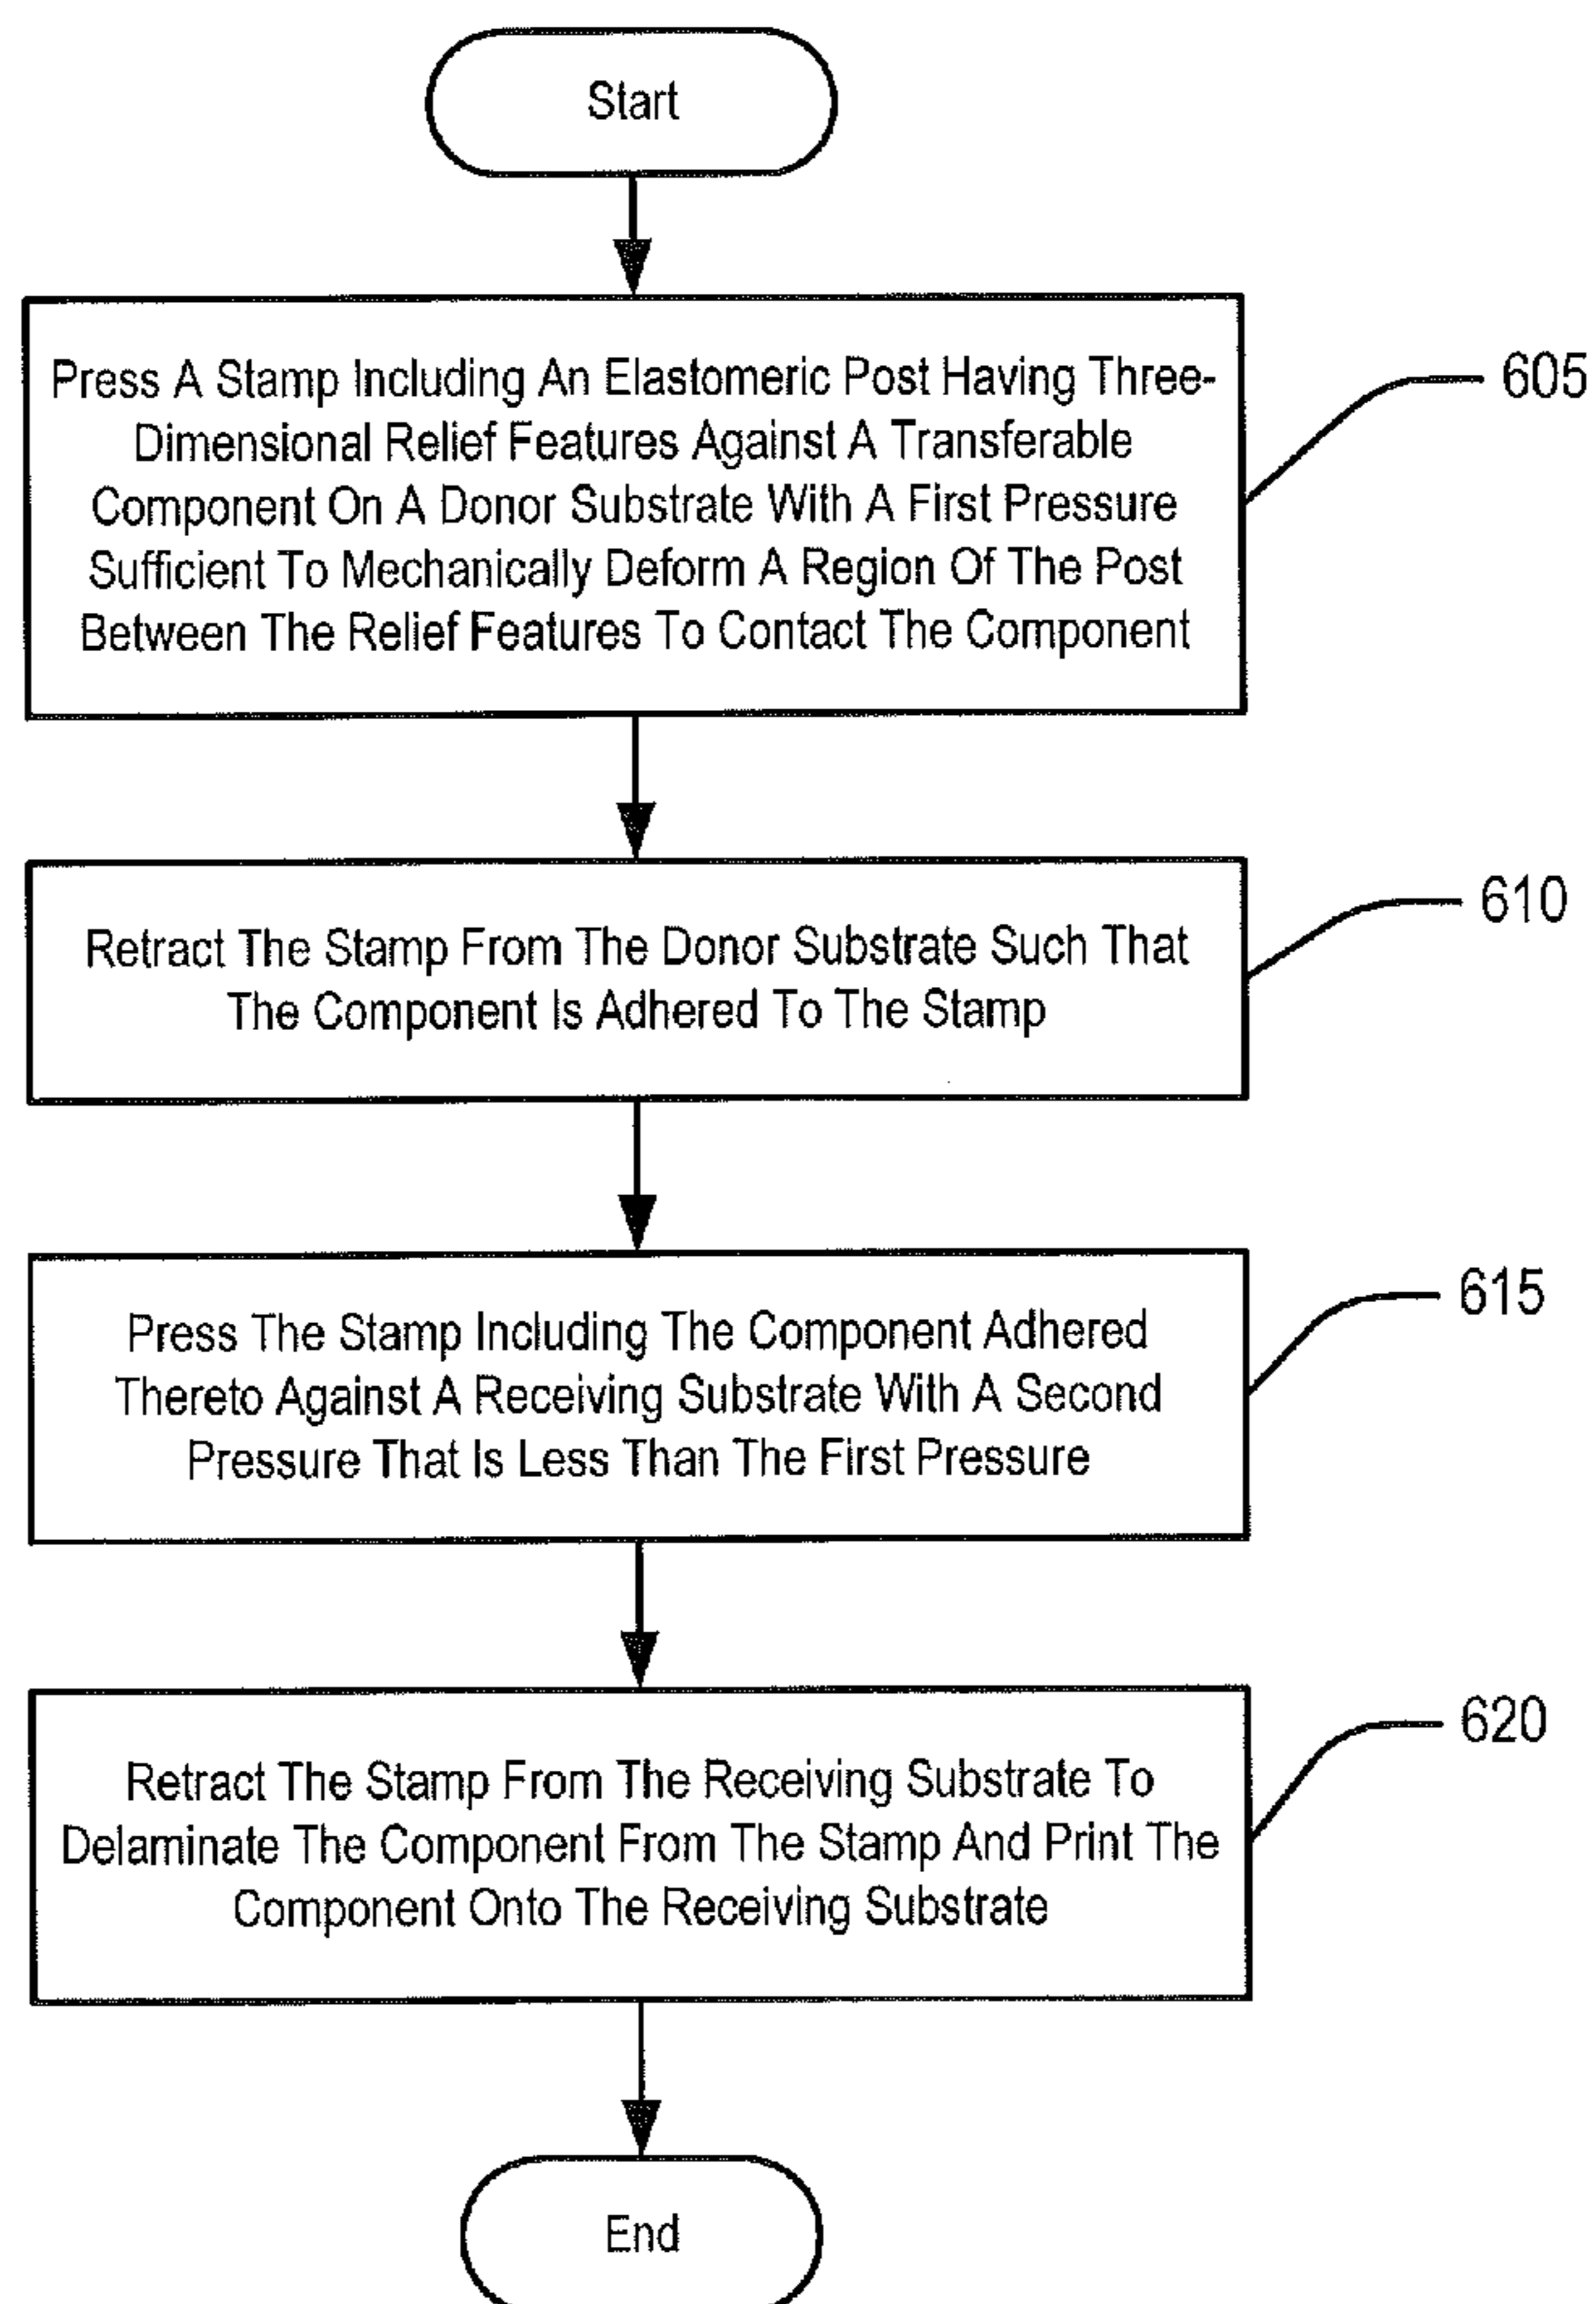 Start
Press A Stamp Including An Elastomeric Post Having Three-
Dimensional Relief Features Against A Transferable
Component On A Donor Substrate With A First Pressure
Sufficient To Mechanically Deform A Region Of The Post
Between The Relief Features To Contact The Component
605
Retract The Stamp From The Donor Substrate Such That
The Component Is Adhered To The Stamp
610
Press The Stamp Including The Component Adhered
Thereto Against A Receiving Substrate With A Second
Pressure That Is Less Than The First Pressure
615
Retract The Stamp From The Receiving Substrate To
Delaminate The Component From The Stamp And Print The
Component Onto The Receiving Substrate
620
End